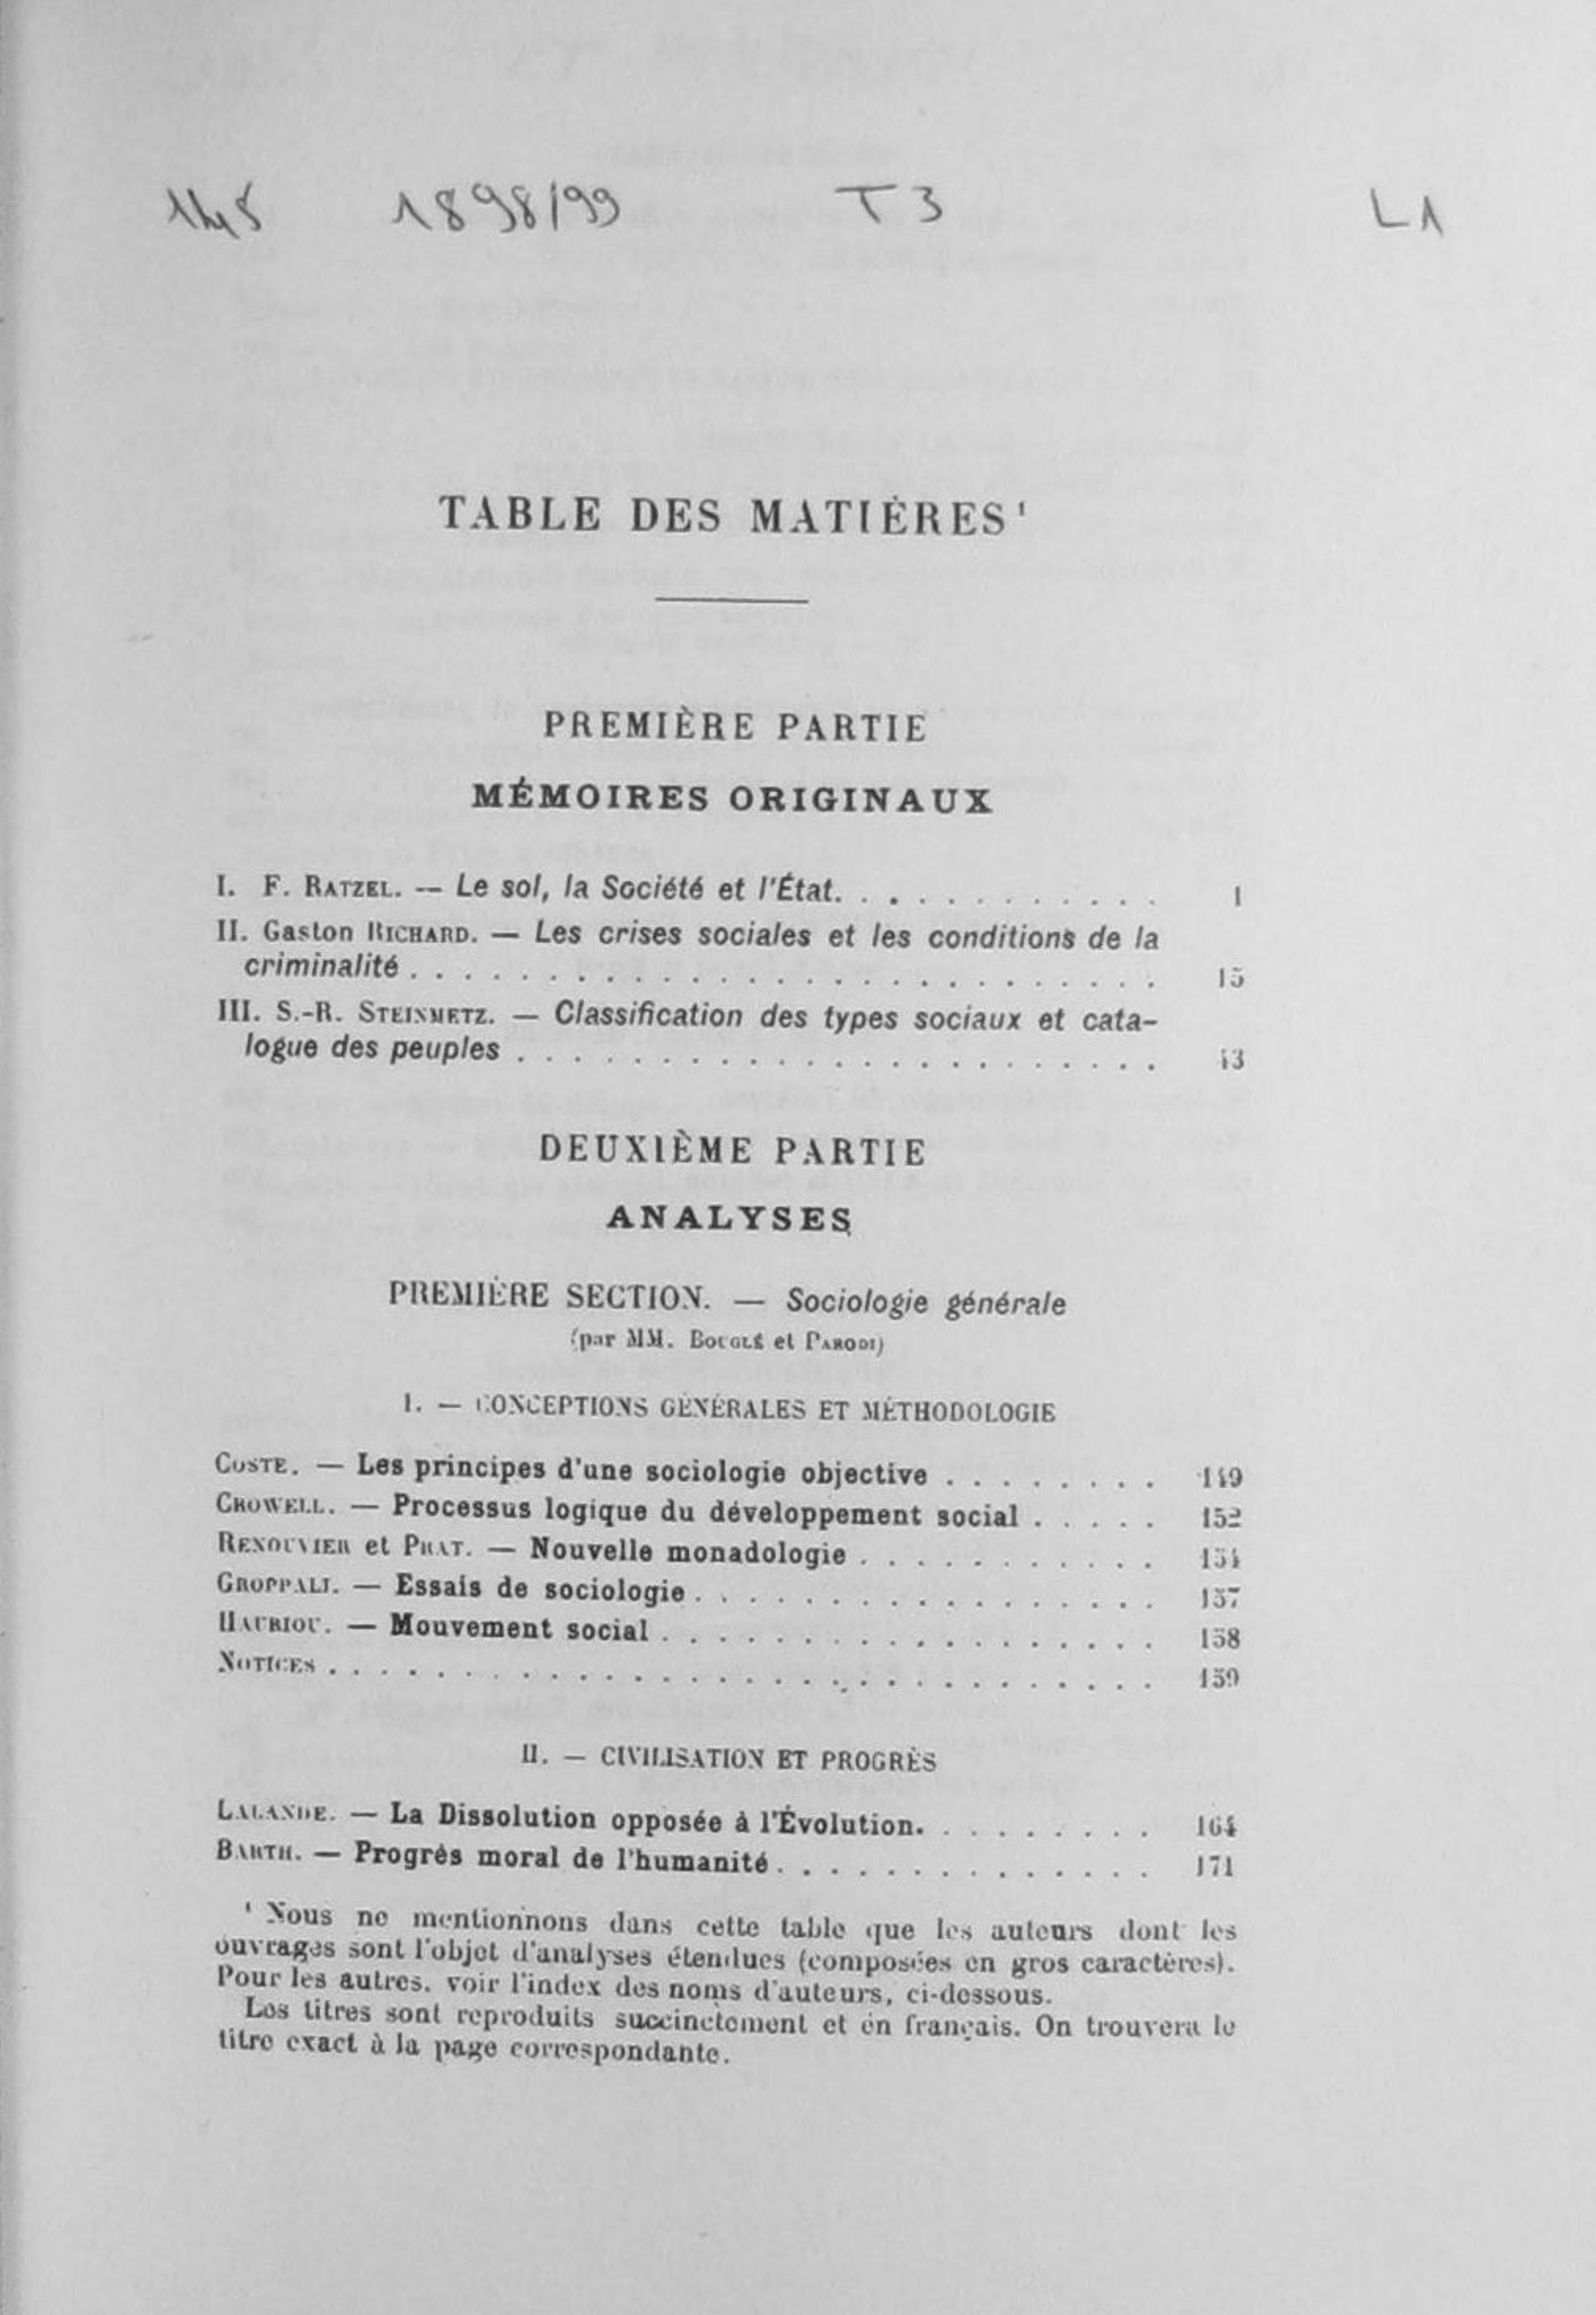 1898/99 T3 L1
TABLE DES MATIÈRES¹
PREMIÈRE PARTIE
MÉMOIRES ORIGINAUX
I. F. RATZEL. — Le sol, la Société et l'État. . . . . . . . . . . . 1
II. Gaston RICHARD. — Les crises sociales et les conditions de la
criminalité . . . . . . . . . . . . . . . . . . . . . . . . . . 15
III. S.-R. STEINMETZ. — Classification des types sociaux et cata-
logue des peuples . . . . . . . . . . . . . . . . . . . . . . 43
DEUXIÈME PARTIE
ANALYSES
PREMIÈRE SECTION. — Sociologie générale
(par MM. BOUGLÉ et PARODI)
I. — CONCEPTIONS GÉNÉRALES ET MÉTHODOLOGIE
COSTE. — Les principes d'une sociologie objective . . . . . . . . 149
CROWELL. — Processus logique du développement social . . . . . 152
RENOUVIER et PRAT. — Nouvelle monadologie . . . . . . . . . . . 154
GROPPALI. — Essais de sociologie . . . . . . . . . . . . . . . . . 157
HAURIOU. — Mouvement social . . . . . . . . . . . . . . . . . . 158
NOTICES . . . . . . . . . . . . . . . . . . . . . . . . . . . . . 159
II. — CIVILISATION ET PROGRÈS
LALANDE. — La Dissolution opposée à l'Évolution. . . . . . . . . 164
BARTH. — Progrès moral de l'humanité . . . . . . . . . . . . . . 171
¹ Nous ne mentionnons dans cette table que les auteurs dont les
ouvrages sont l'objet d'analyses étendues (composées en gros caractères).
Pour les autres, voir l'index des noms d'auteurs, ci-dessous.
Les titres sont reproduits succinctement et en français. On trouvera le
titre exact à la page correspondante.